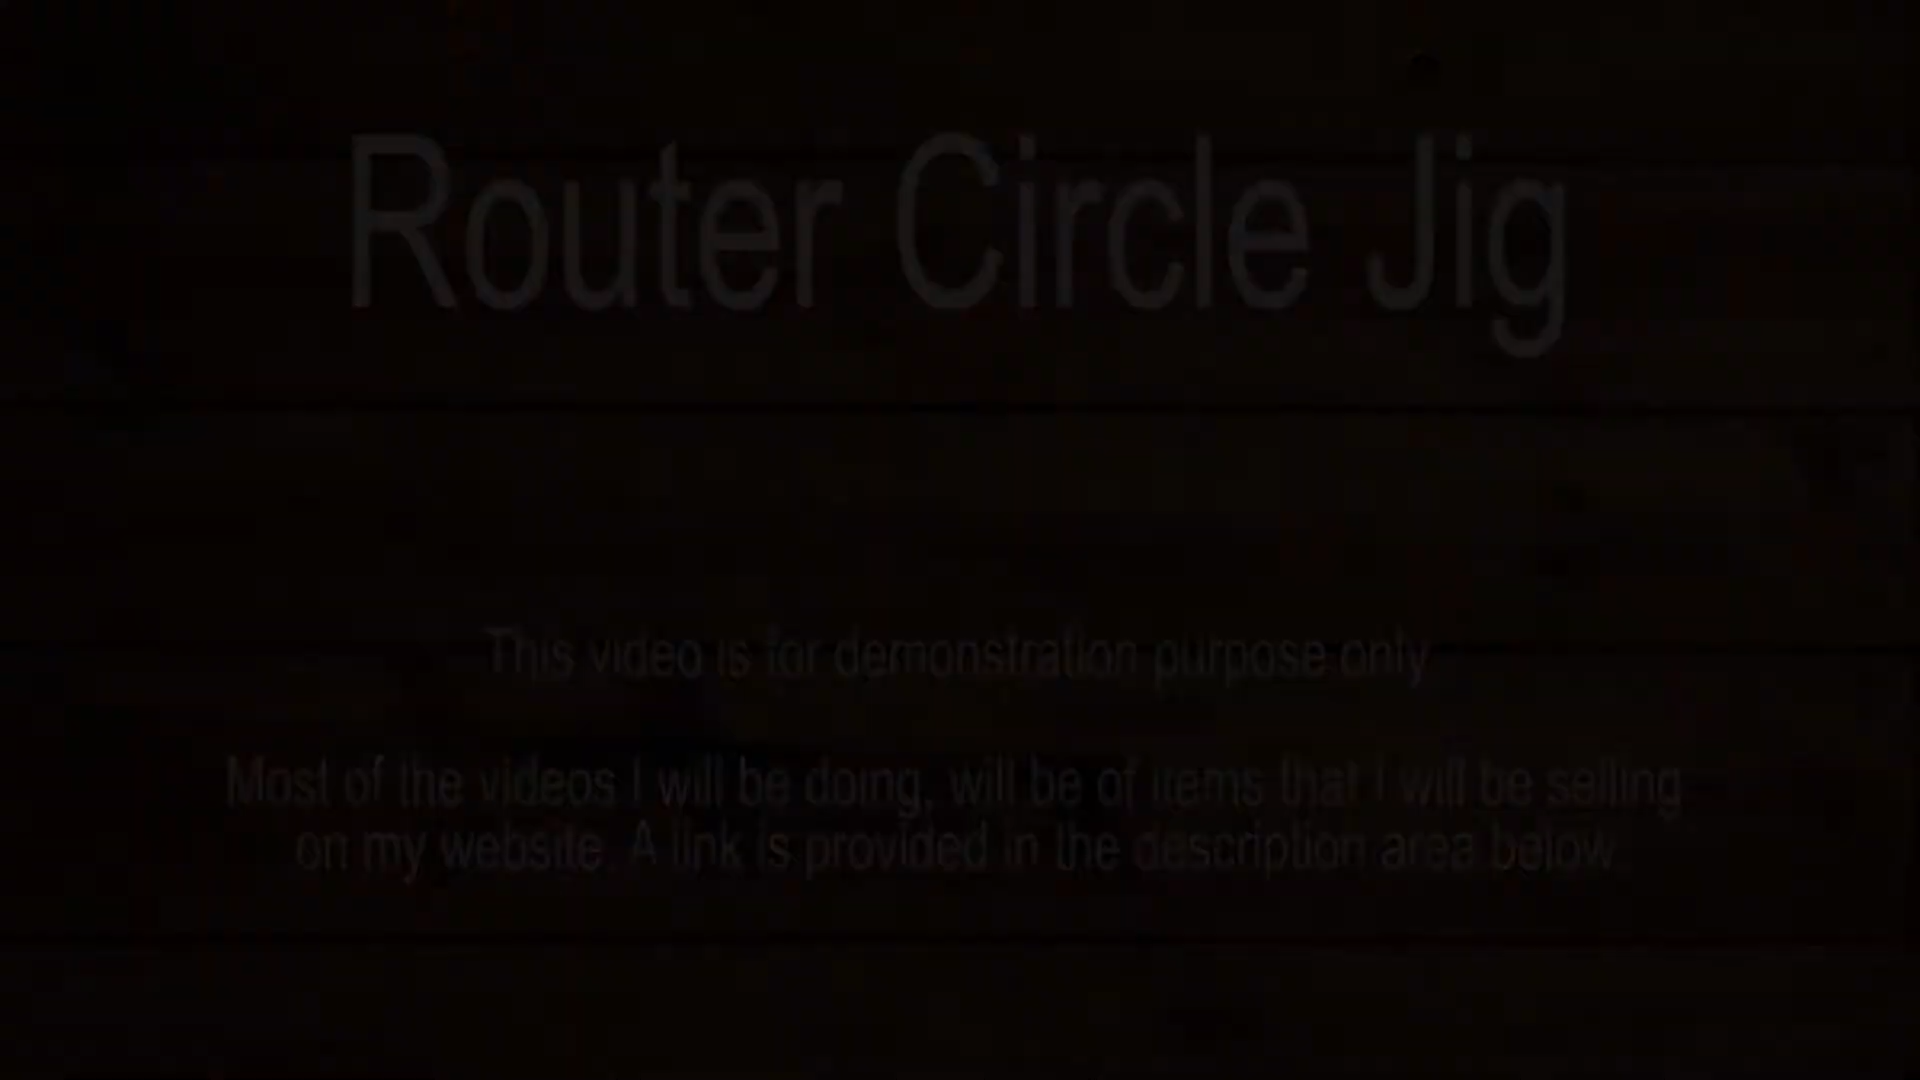 Router Circle Jig
This video is for demonstration purpose only
Most of the videos I will be doing, will be of items that I will be selling
on my website. A link is provided in the description area below.